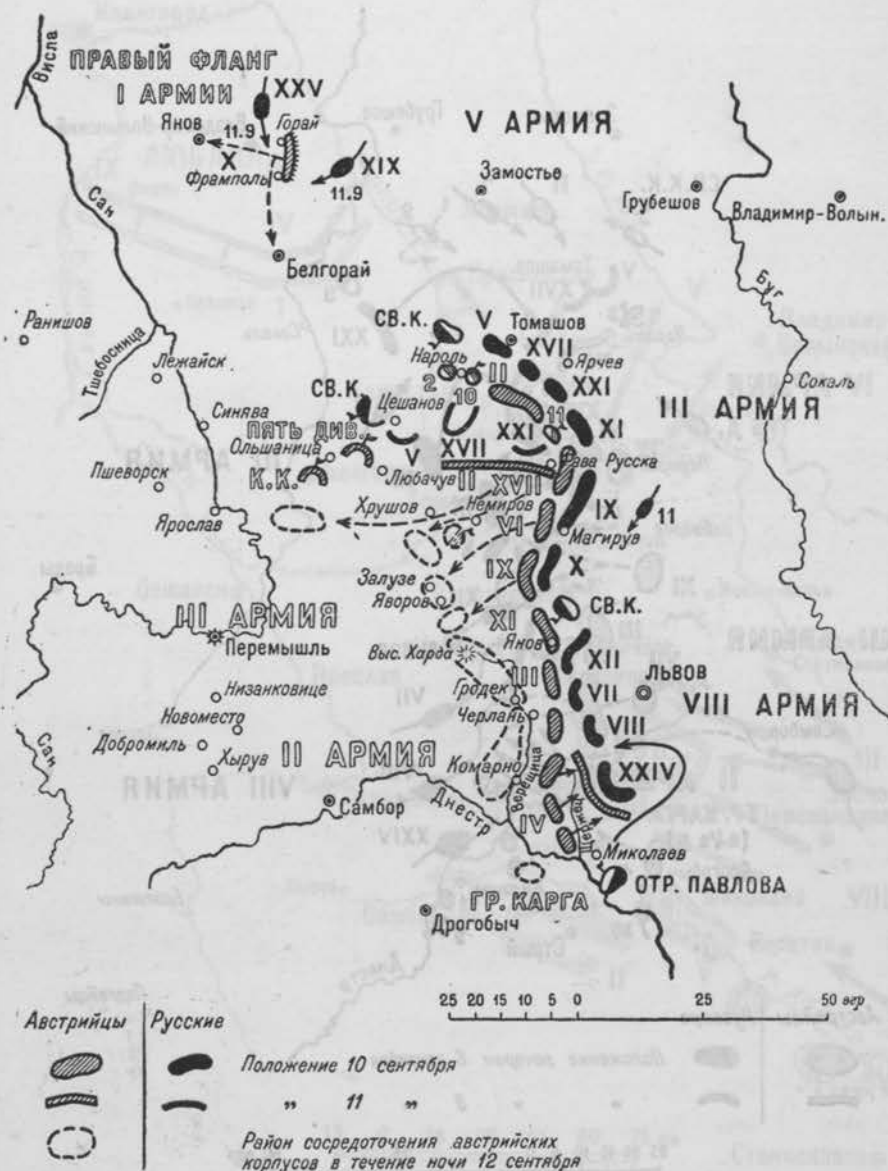 Висла
ПРАВЫЙ ФЛАНГ
I АРМИИ
XXV
Янов
11.9
Горай
X
Фрамполь
XIX
11.9
V АРМИЯ
Замостье
Грубешов
Владимир-Волын.
Сан
Белгорай
Буг
Ранишов
Тшебосница
Лежайск
СВ.К.
V
Томашов
Нароль
XVII
Ярчев
2
II
10
XXI
Сокаль
Синява
СВ.К.
Цешанов
11
III АРМИЯ
ПЯТЬ ДИВ.
XXI
XI
Ольшаница
V
XVII
Рава Русска
Пшеворск
К.К.
Любачув
II
XVII
Хрушов
Немиров
IX
11
Ярослав
VI
Магирув
IX
X
Залузе
Яворов
СВ.К.
III АРМИЯ
XI
Янов
Перемышль
Выс. Харда
XII
III
Низанковице
Гродек
VII
ЛЬВОВ
VIII АРМИЯ
Новоместо
Черлань
VIII
Добромиль
Хырув
II АРМИЯ
Сан
Комарно
Верещица
XXIV
Самбор
Днестр
IV
Щержец
Миколаев
ОТР. ПАВЛОВА
ГР. КАРГА
Дрогобыч
25 20 15 10 5 0 25 50 вер
Австрийцы Русские
Положение 10 сентября
„ 11 „
Район сосредоточения австрийских
корпусов в течение ночи 12 сентября